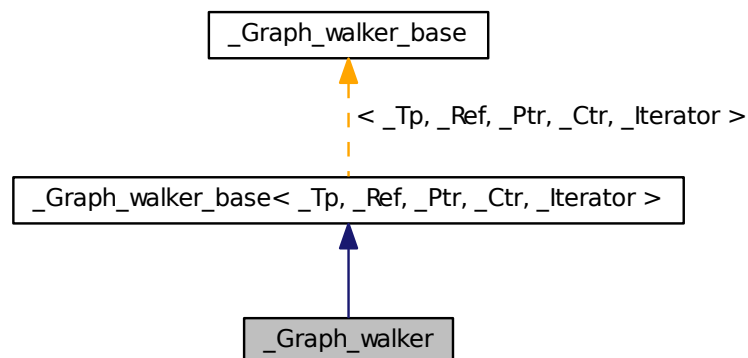 _Graph_walker_base
< _Tp, _Ref, _Ptr, _Ctr, _Iterator >
_Graph_walker_base< _Tp, _Ref, _Ptr, _Ctr, _Iterator >
_Graph_walker